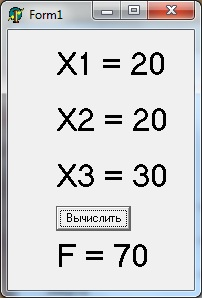 Form1
X1 = 20
X2 = 20
X3 = 30
Вычислить
F = 70